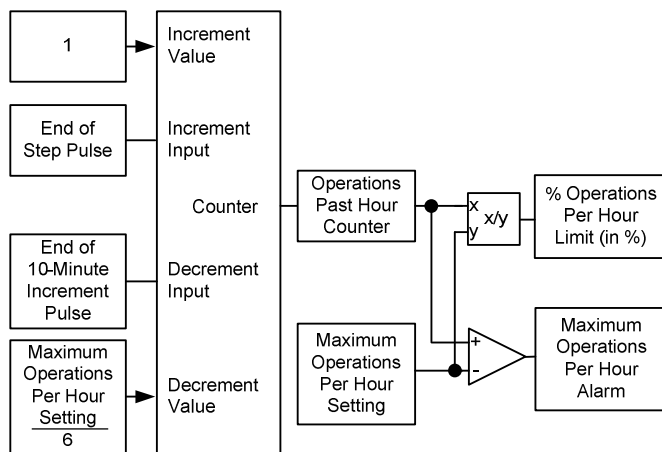 1
Increment
Value
End of
Step Pulse
Increment
Input
Counter
End of
10-Minute
Increment
Pulse
Decrement
Input
Maximum
Operations
Per Hour
Setting
6
Decrement
Value
Operations
Past Hour
Counter
x
y
x/y
% Operations
Per Hour
Limit (in %)
Maximum
Operations
Per Hour
Setting
+
-
Maximum
Operations
Per Hour
Alarm